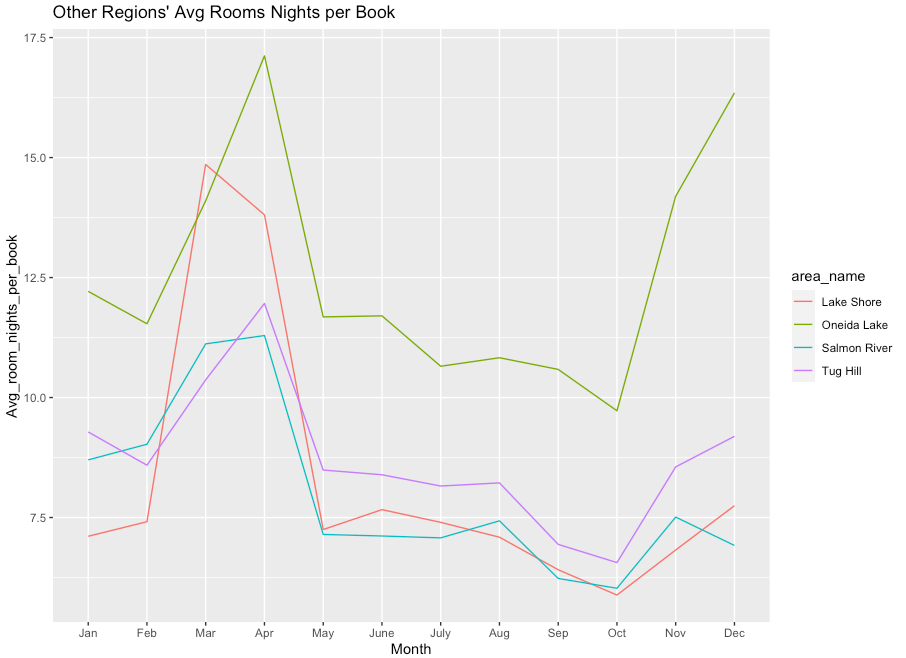 Other Regions' Avg Rooms Nights per Book
Avg_room_nights_per_book
17.5
15.0
12.5
10.0
7.5
Jan Feb Mar Apr May June July Aug Sep Oct Nov Dec
Month
area_name
Lake Shore
Oneida Lake
Salmon River
Tug Hill